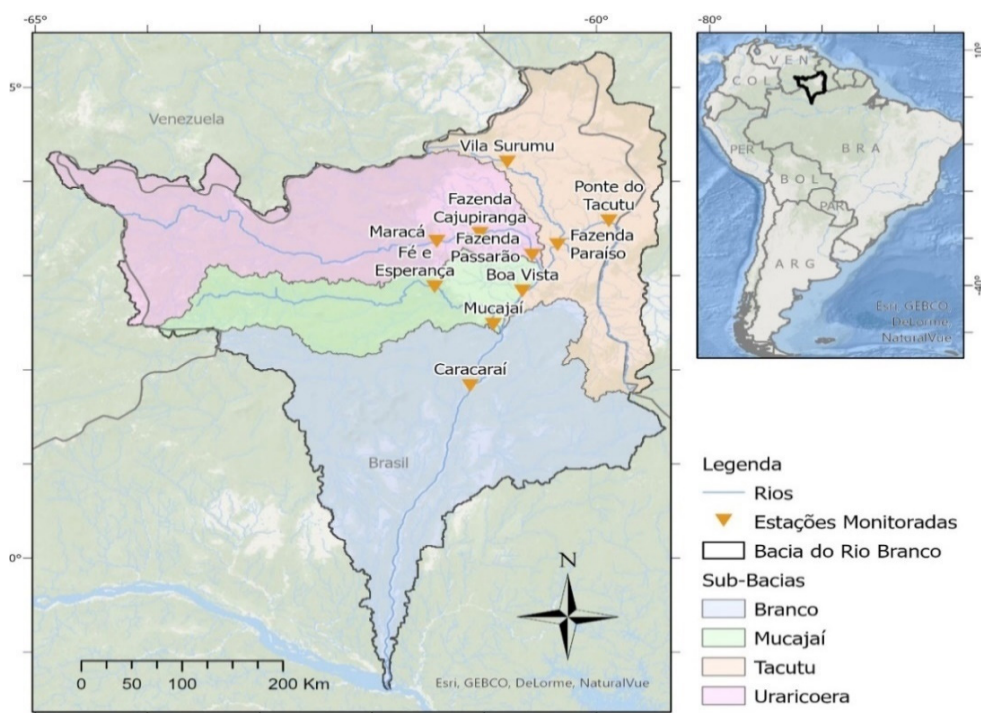 -65°
-60°
-80°
5°
0°
10°
-40°
Venezuela
Vila Surumu
Fazenda
Cajupiranga
Ponte do
Tacutu
Maracá
Fazenda
Passarão
Fazenda
Paraíso
Fé e
Esperança
Boa Vista
Mucajaí
Caracaraí
Brasil
N
0 50 100 200 Km
Esri, GEBCO, DeLorme, NaturalVue
VEN
COL
PER
BRA
BOL
PAR
ARG
Esri, GEBCO,
DeLorme,
NaturalVue
Legenda
Rios
Estações Monitoradas
Bacia do Rio Branco
Sub-Bacias
Branco
Mucajaí
Tacutu
Uraricoera